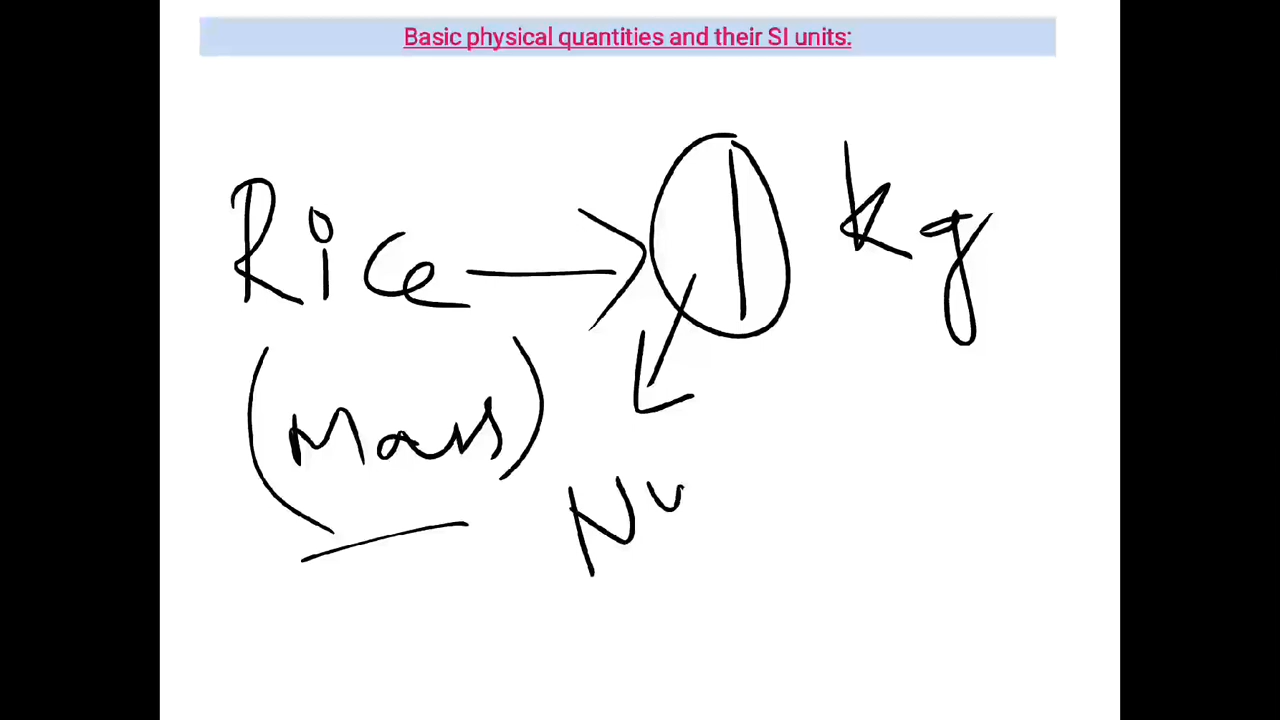 Basic physical quantities and their SI units:
Rice → 1 kg
(Mass)
Nu